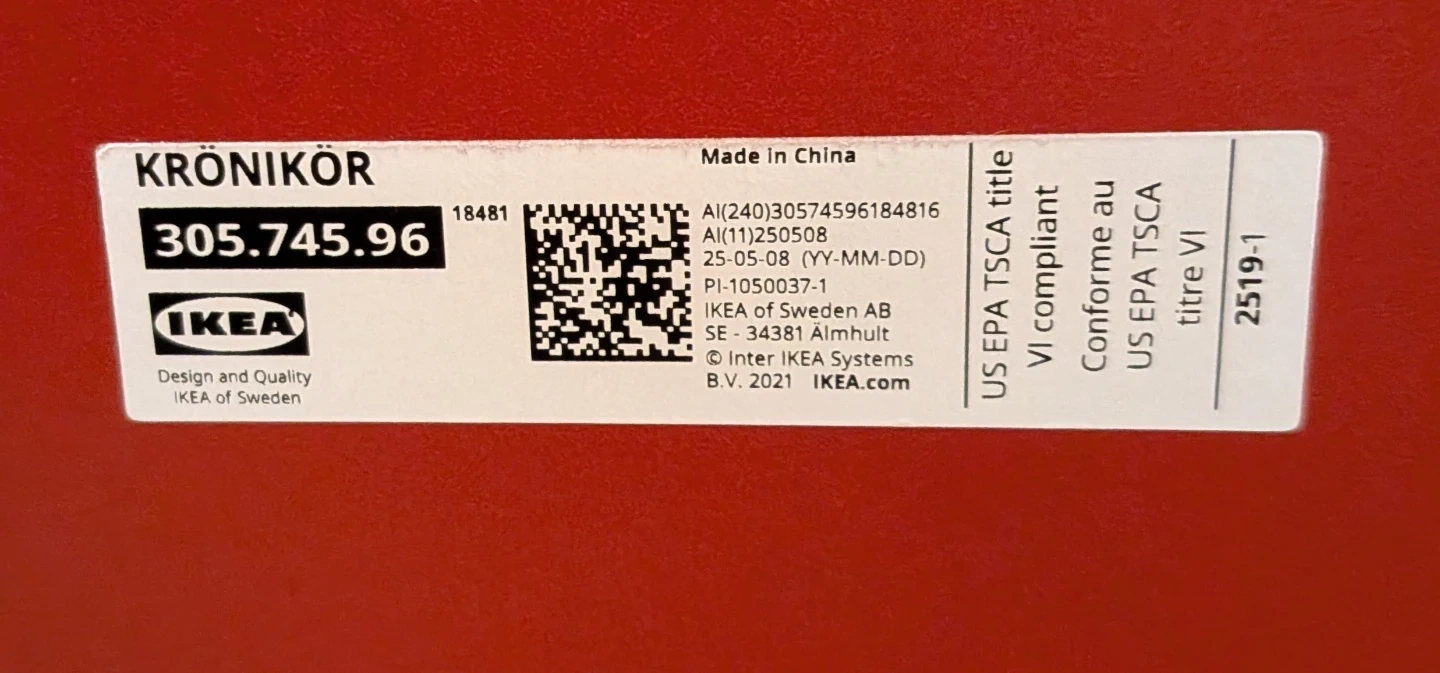 KRÖNIKÖR
305.745.96
18481
IKEA
Design and Quality
IKEA of Sweden
Made in China
AI(240)30574596184816
AI(11)250508
25-05-08 (YY-MM-DD)
PI-1050037-1
IKEA of Sweden AB
SE - 34381 Älmhult
© Inter IKEA Systems
B.V. 2021 IKEA.com
US EPA TSCA title
VI compliant
Conforme au
US EPA TSCA
titre VI
2519-1